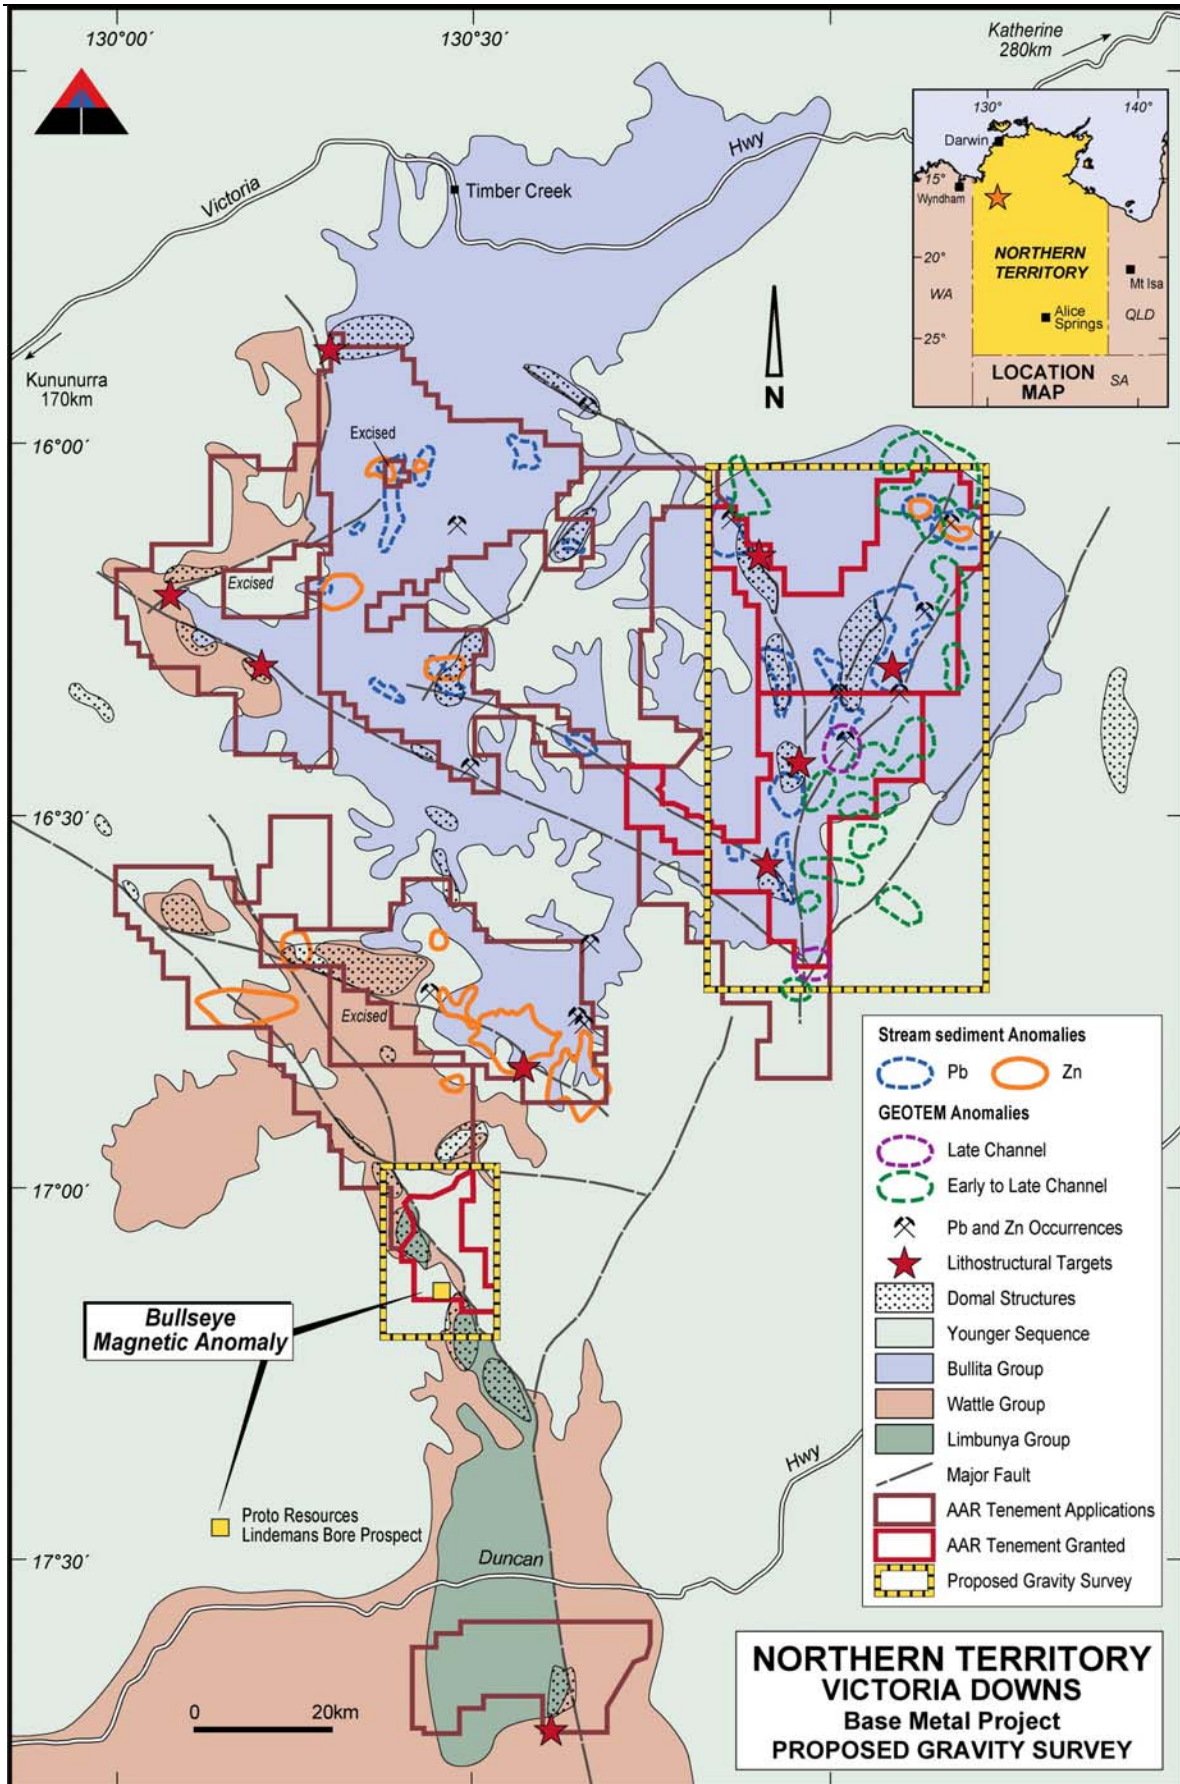 130°00´
130°30´
Katherine
280km
130°
140°
Darwin
15°
Wyndham
NORTHERN
TERRITORY
20°
WA
Mt Isa
QLD
Alice
Springs
25°
LOCATION
MAP
SA
Victoria
Hwy
Timber Creek
Kununurra
170km
N
16°00´
Excised
Excised
16°30´
Excised
17°00´
Bullseye
Magnetic Anomaly
Proto Resources
Lindemans Bore Prospect
17°30´
Duncan
Hwy
0 20km
Stream sediment Anomalies
Pb Zn
GEOTEM Anomalies
Late Channel
Early to Late Channel
Pb and Zn Occurrences
Lithostructural Targets
Domal Structures
Younger Sequence
Bullita Group
Wattle Group
Limbunya Group
Major Fault
AAR Tenement Applications
AAR Tenement Granted
Proposed Gravity Survey
NORTHERN TERRITORY
VICTORIA DOWNS
Base Metal Project
PROPOSED GRAVITY SURVEY